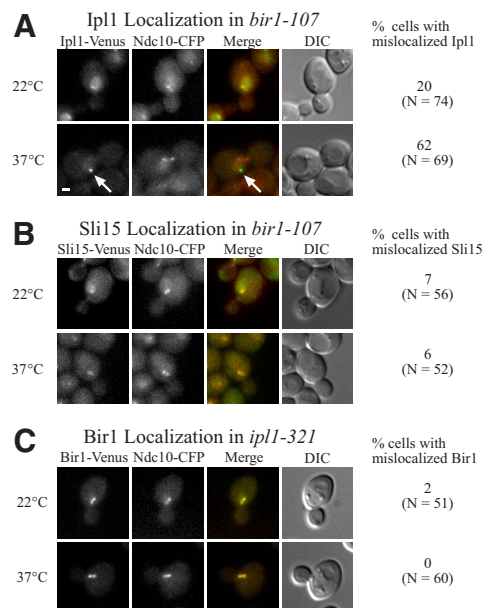 A Ipl1 Localization in bir1-107
% cells with
mislocalized Ipl1
Ipl1-Venus Ndc10-CFP Merge DIC
22°C
20
(N = 74)
37°C
62
(N = 69)
B Sli15 Localization in bir1-107
% cells with
mislocalized Sli15
Sli15-Venus Ndc10-CFP Merge DIC
22°C
7
(N = 56)
37°C
6
(N = 52)
C Bir1 Localization in ipl1-321
% cells with
mislocalized Bir1
Bir1-Venus Ndc10-CFP Merge DIC
22°C
2
(N = 51)
37°C
0
(N = 60)